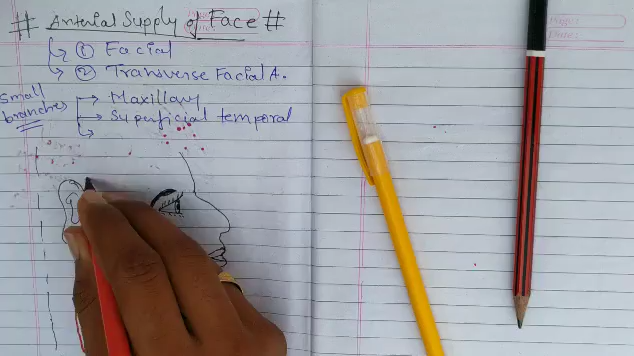 # Arterial Supply of Face #
① Facial
② Transverse Facial A.
Small branches
Maxillary
Superficial temporal